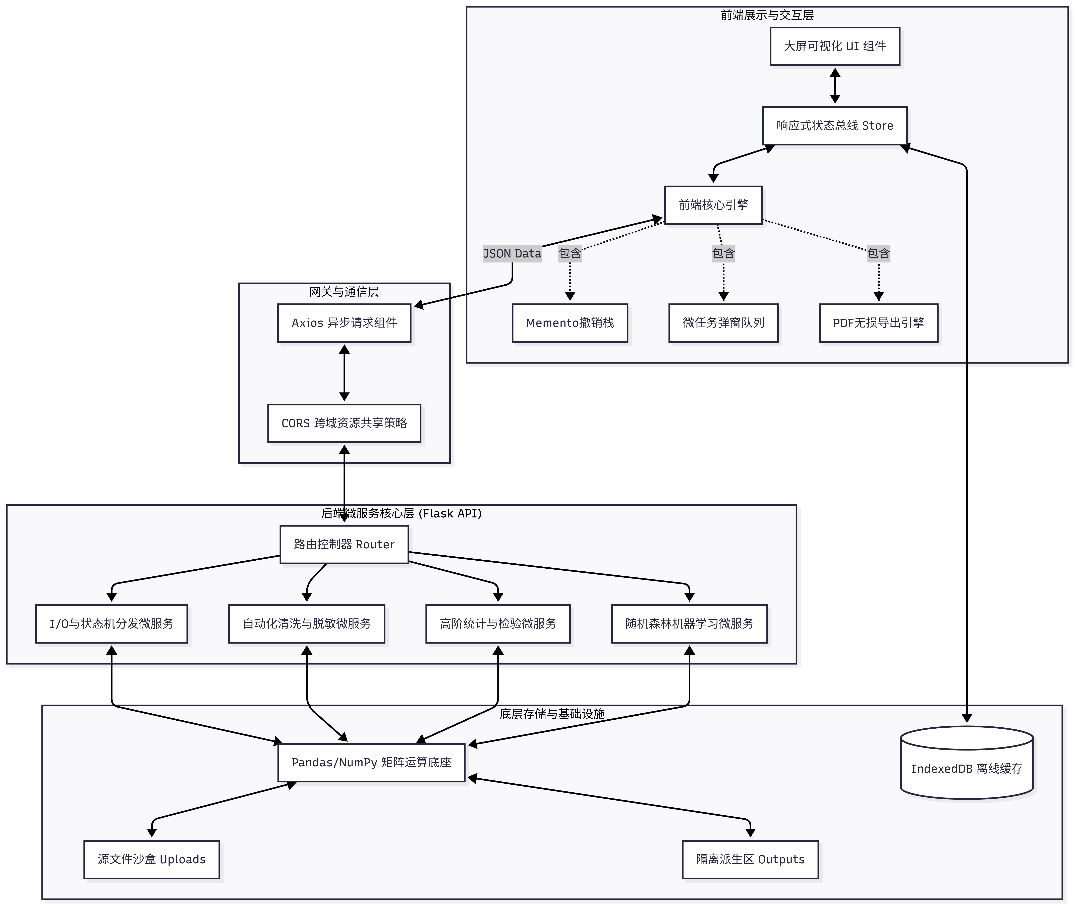 前端展示与交互层
大屏可视化 UI 组件
响应式状态总线 Store
前端核心引擎
JSON Data
包含
包含
包含
Memento撤销栈
微任务弹窗队列
PDF无损导出引擎
网关与通信层
Axios 异步请求组件
CORS 跨域资源共享策略
后端微服务核心层 (Flask API)
路由控制器 Router
I/O与状态机分发微服务
自动化清洗与脱敏微服务
高阶统计与检验微服务
随机森林机器学习微服务
底层存储与基础设施
Pandas/NumPy 矩阵运算底座
IndexedDB 离线缓存
源文件沙盒 Uploads
隔离派生区 Outputs